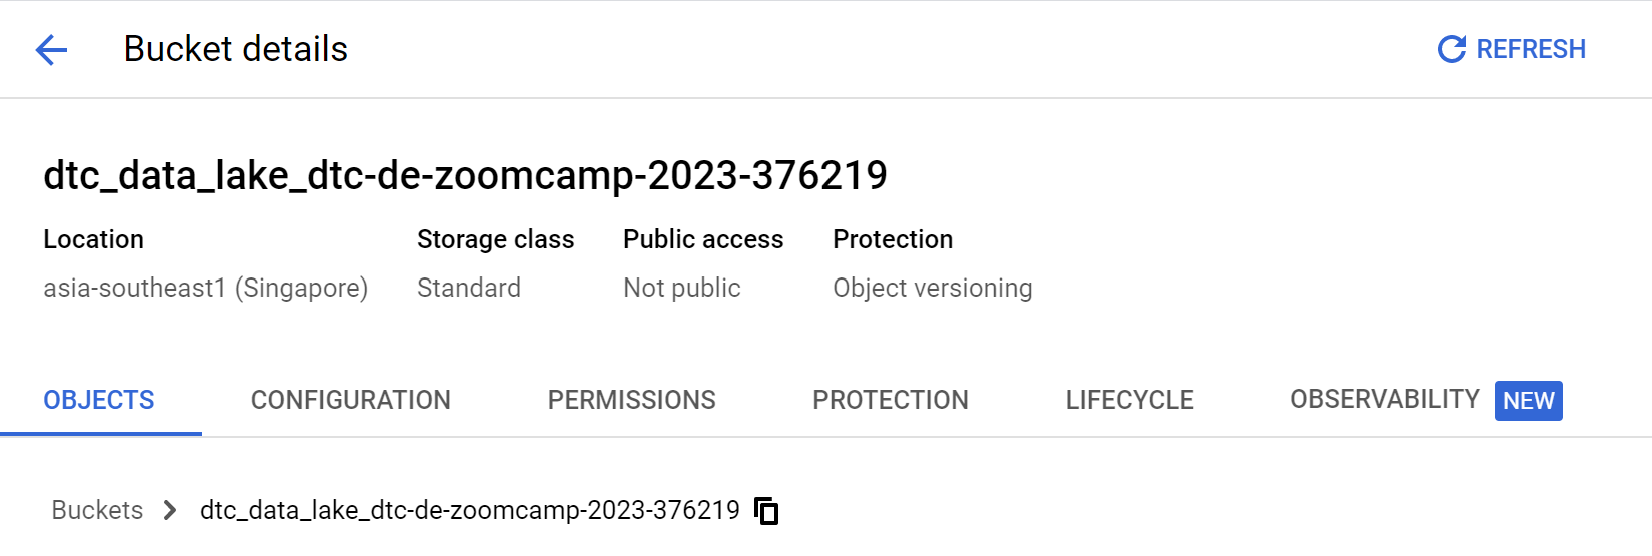 Bucket details
REFRESH
dtc_data_lake_dtc-de-zoomcamp-2023-376219
Location Storage class Public access Protection
asia-southeast1 (Singapore) Standard Not public Object versioning
OBJECTS CONFIGURATION PERMISSIONS PROTECTION LIFECYCLE OBSERVABILITY NEW
Buckets dtc_data_lake_dtc-de-zoomcamp-2023-376219